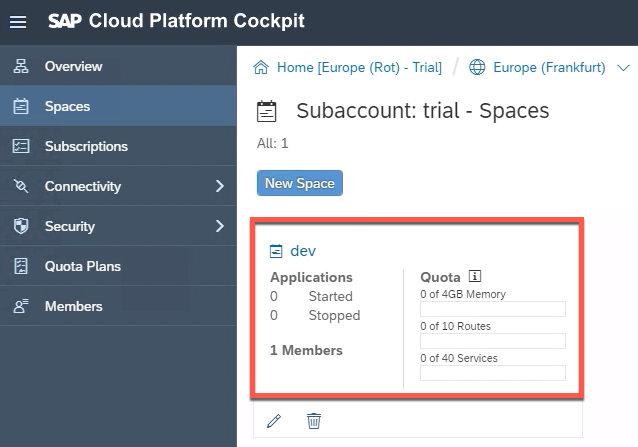 SAP Cloud Platform Cockpit
Overview
Spaces
Subscriptions
Connectivity
Security
Quota Plans
Members
Home [Europe (Rot) - Trial] / Europe (Frankfurt)
Subaccount: trial - Spaces
All: 1
New Space
dev
Applications
0 Started
0 Stopped
1 Members
Quota
0 of 4GB Memory
0 of 10 Routes
0 of 40 Services